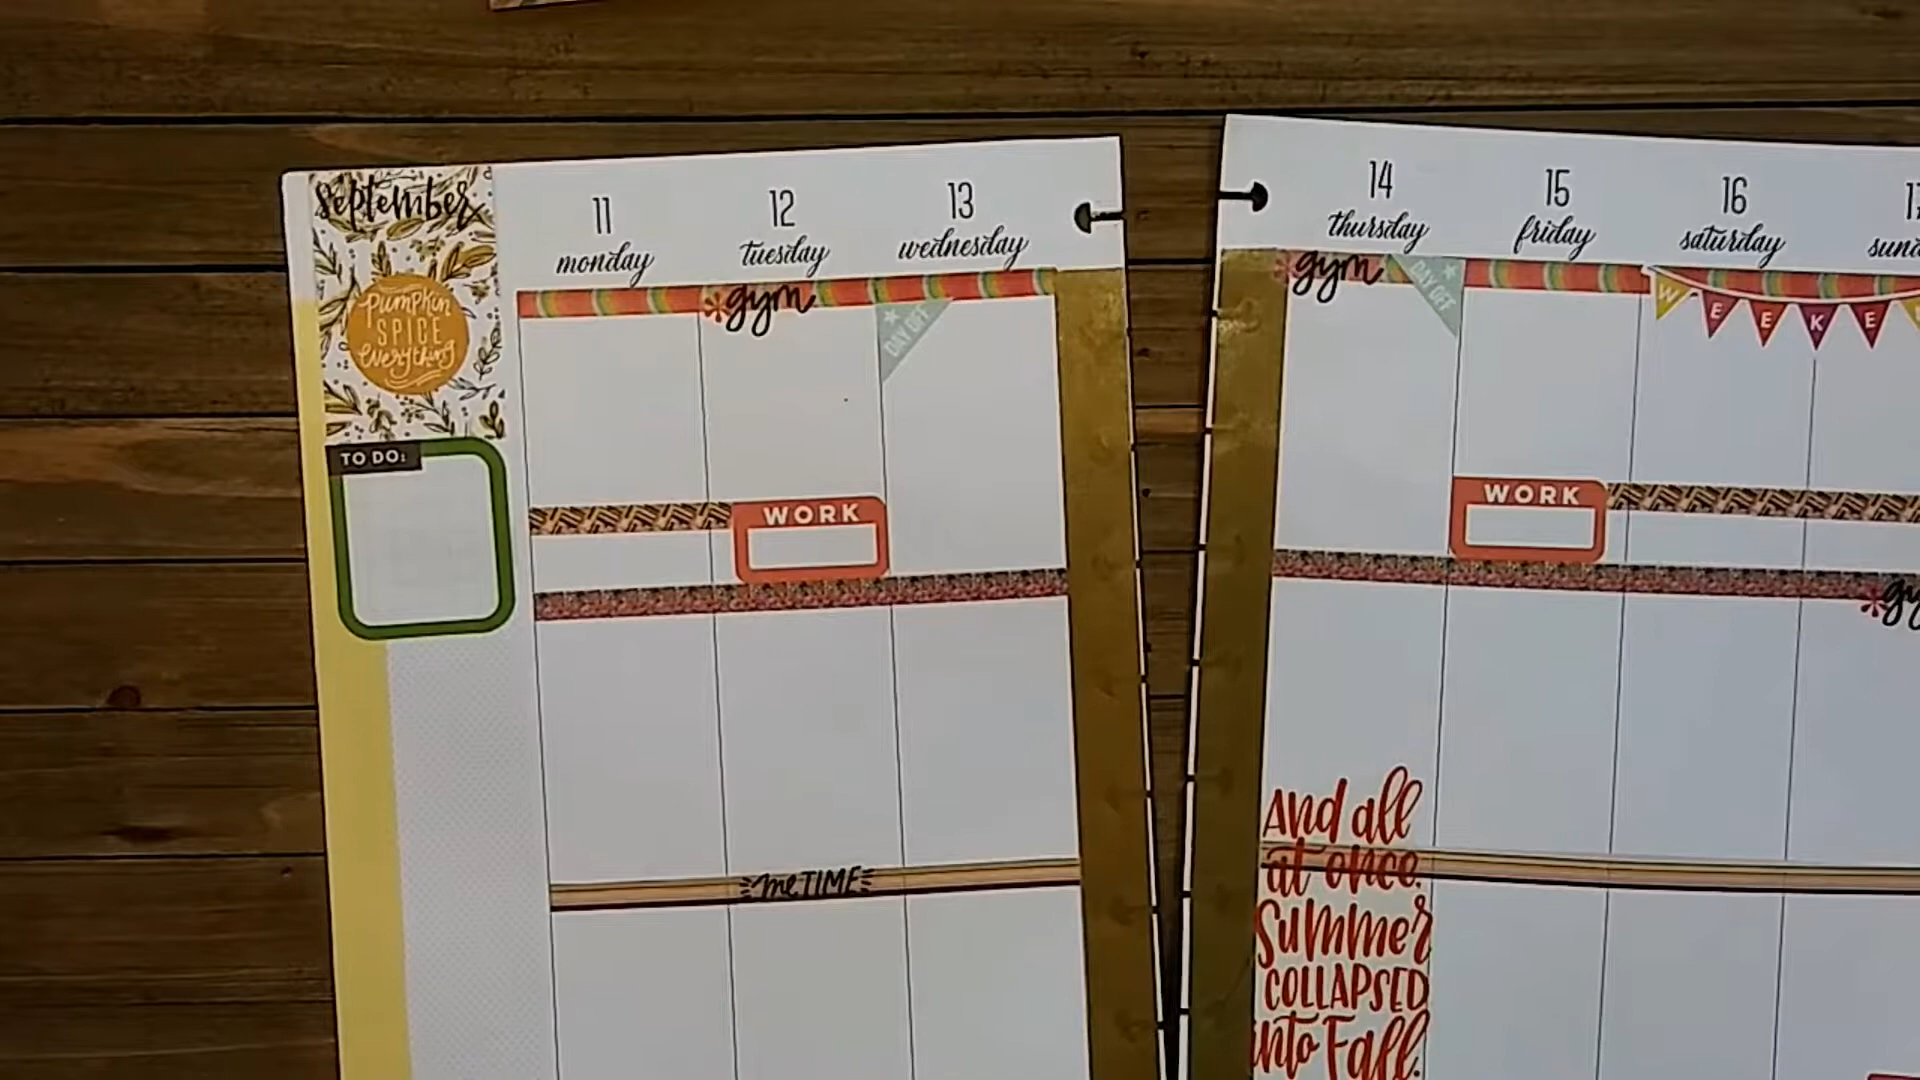 September
pumpkin
SPICE
everything
TO DO:
11
monday
12
tuesday
13
wednesday
gym
DAY OFF
WORK
meTIME
14
thursday
15
friday
16
saturday
gym
DAY OFF
W E E K E
WORK
And all
at once.
Summer
COLLAPSED
into Fall.